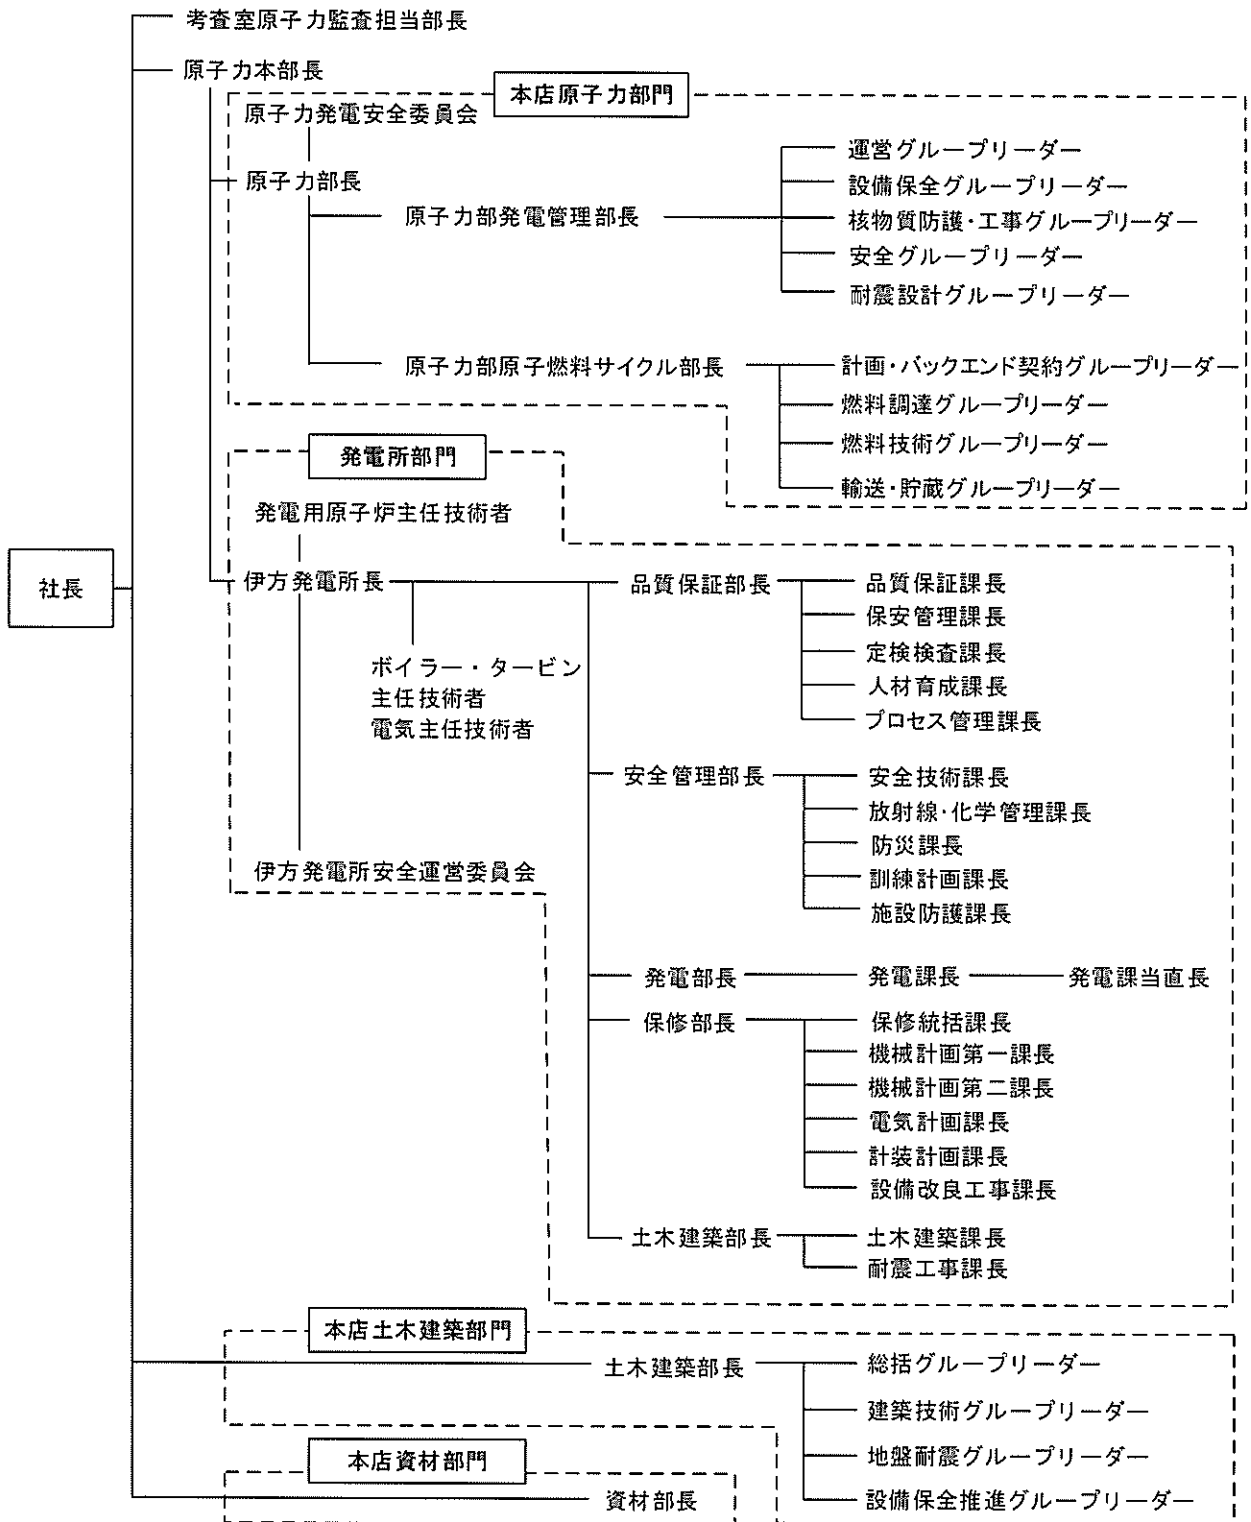 考査室原子力監査担当部長
原子力本部長
本店原子力部門
原子力発電安全委員会
原子力部長
原子力部発電管理部長
運営グループリーダー
設備保全グループリーダー
核物質防護・工事グループリーダー
安全グループリーダー
耐震設計グループリーダー
原子力部原子燃料サイクル部長
計画・バックエンド契約グループリーダー
燃料調達グループリーダー
燃料技術グループリーダー
輸送・貯蔵グループリーダー
発電所部門
発電用原子炉主任技術者
社長
伊方発電所長
ボイラー・タービン
主任技術者
電気主任技術者
伊方発電所安全運営委員会
品質保証部長
品質保証課長
保安管理課長
定検検査課長
人材育成課長
プロセス管理課長
安全管理部長
安全技術課長
放射線・化学管理課長
防災課長
訓練計画課長
施設防護課長
発電部長
発電課長
発電課当直長
保修部長
保修統括課長
機械計画第一課長
機械計画第二課長
電気計画課長
計装計画課長
設備改良工事課長
土木建築部長
土木建築課長
耐震工事課長
本店土木建築部門
土木建築部長
総括グループリーダー
建築技術グループリーダー
地盤耐震グループリーダー
設備保全推進グループリーダー
本店資材部門
資材部長